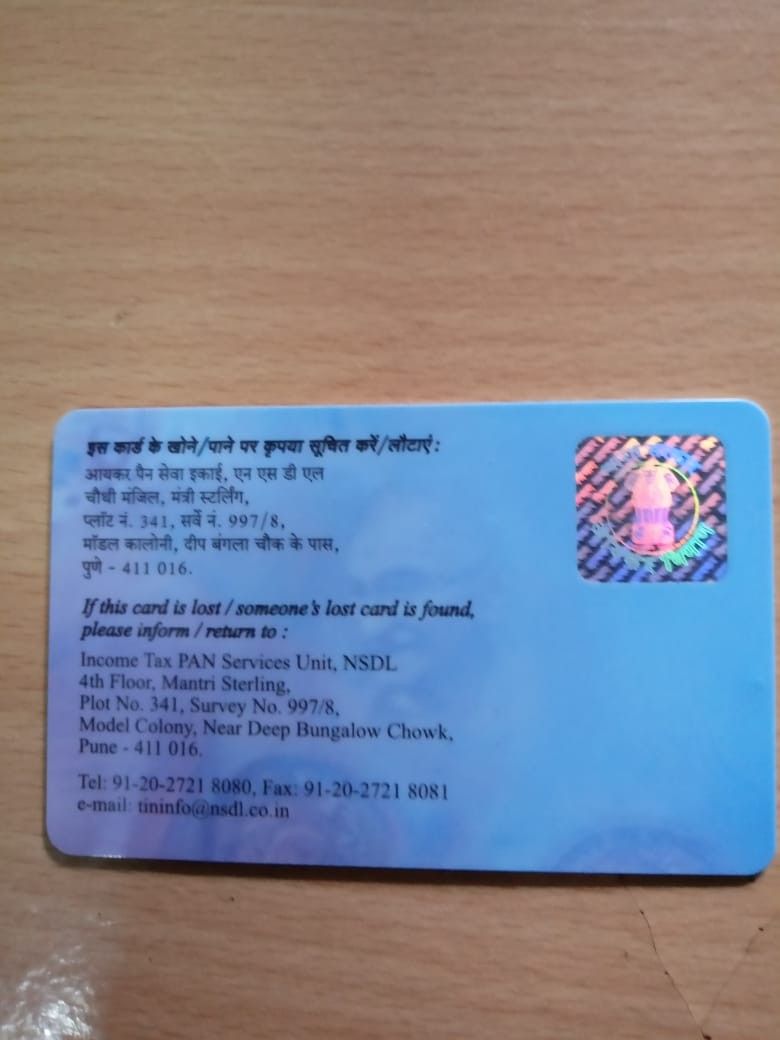 इस कार्ड के खोने/पाने पर कृपया सूचित करें/लौटाएं :
आयकर पैन सेवा इकाई, एन एस डी एल
चौथी मंजिल, मंत्री स्टर्लिंग,
प्लॉट नं. 341, सर्वे नं. 997/8,
मॉडल कालोनी, दीप बंगला चौक के पास,
पुणे - 411 016.
If this card is lost / someone's lost card is found,
please inform / return to :
Income Tax PAN Services Unit, NSDL
4th Floor, Mantri Sterling,
Plot No. 341, Survey No. 997/8,
Model Colony, Near Deep Bungalow Chowk,
Pune - 411 016.
Tel: 91-20-2721 8080, Fax: 91-20-2721 8081
e-mail: tininfo@nsdl.co.in